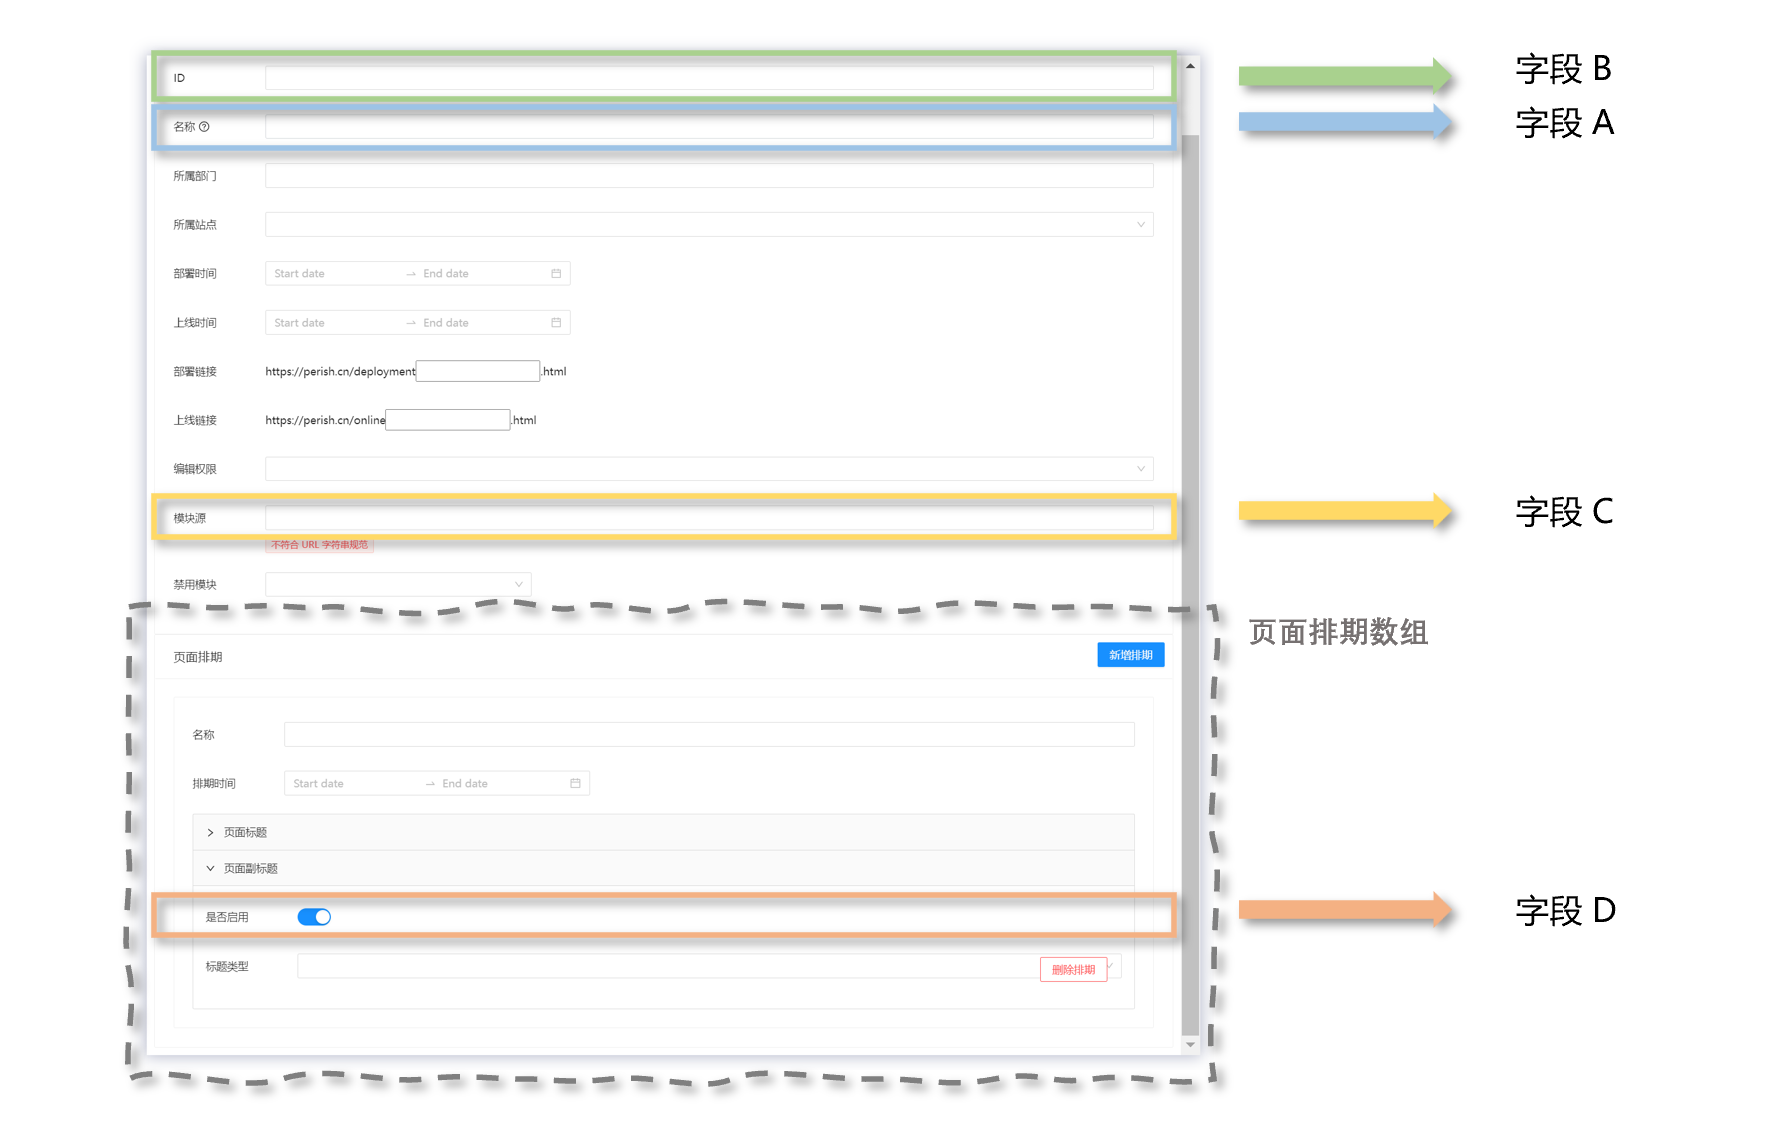 ID
字段 B
名称
字段 A
所属部门
所属站点
部署时间 Start date End date
上线时间 Start date End date
部署链接 https://perish.cn/deployment .html
上线链接 https://perish.cn/online .html
编辑权限
模块源
字段 C
不符合 URL 字符串规范
禁用模块
页面排期数组
页面排期 新增排期
名称
排期时间 Start date End date
页面标题
页面副标题
是否启用
字段 D
标题类型 删除排期